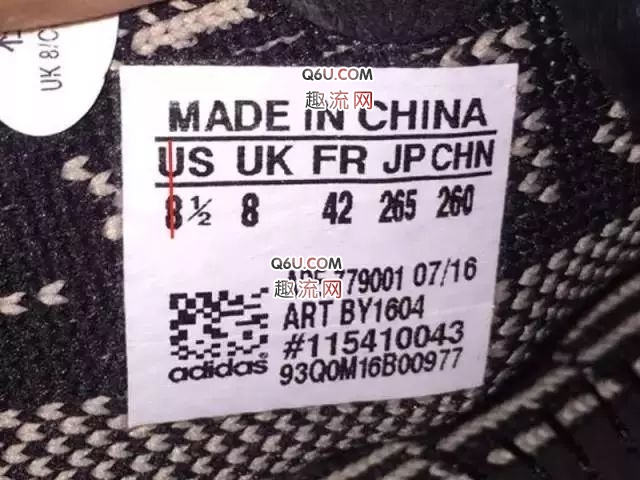 UK 8/C
Q6U.COM
趣流网
MADE IN CHINA
US UK FR JP CHN
8½ 8 42 265 260
Q6U.COM
779001 07/16
趣流网
ART BY1604
#115410043
adidas
93Q0M16B00977